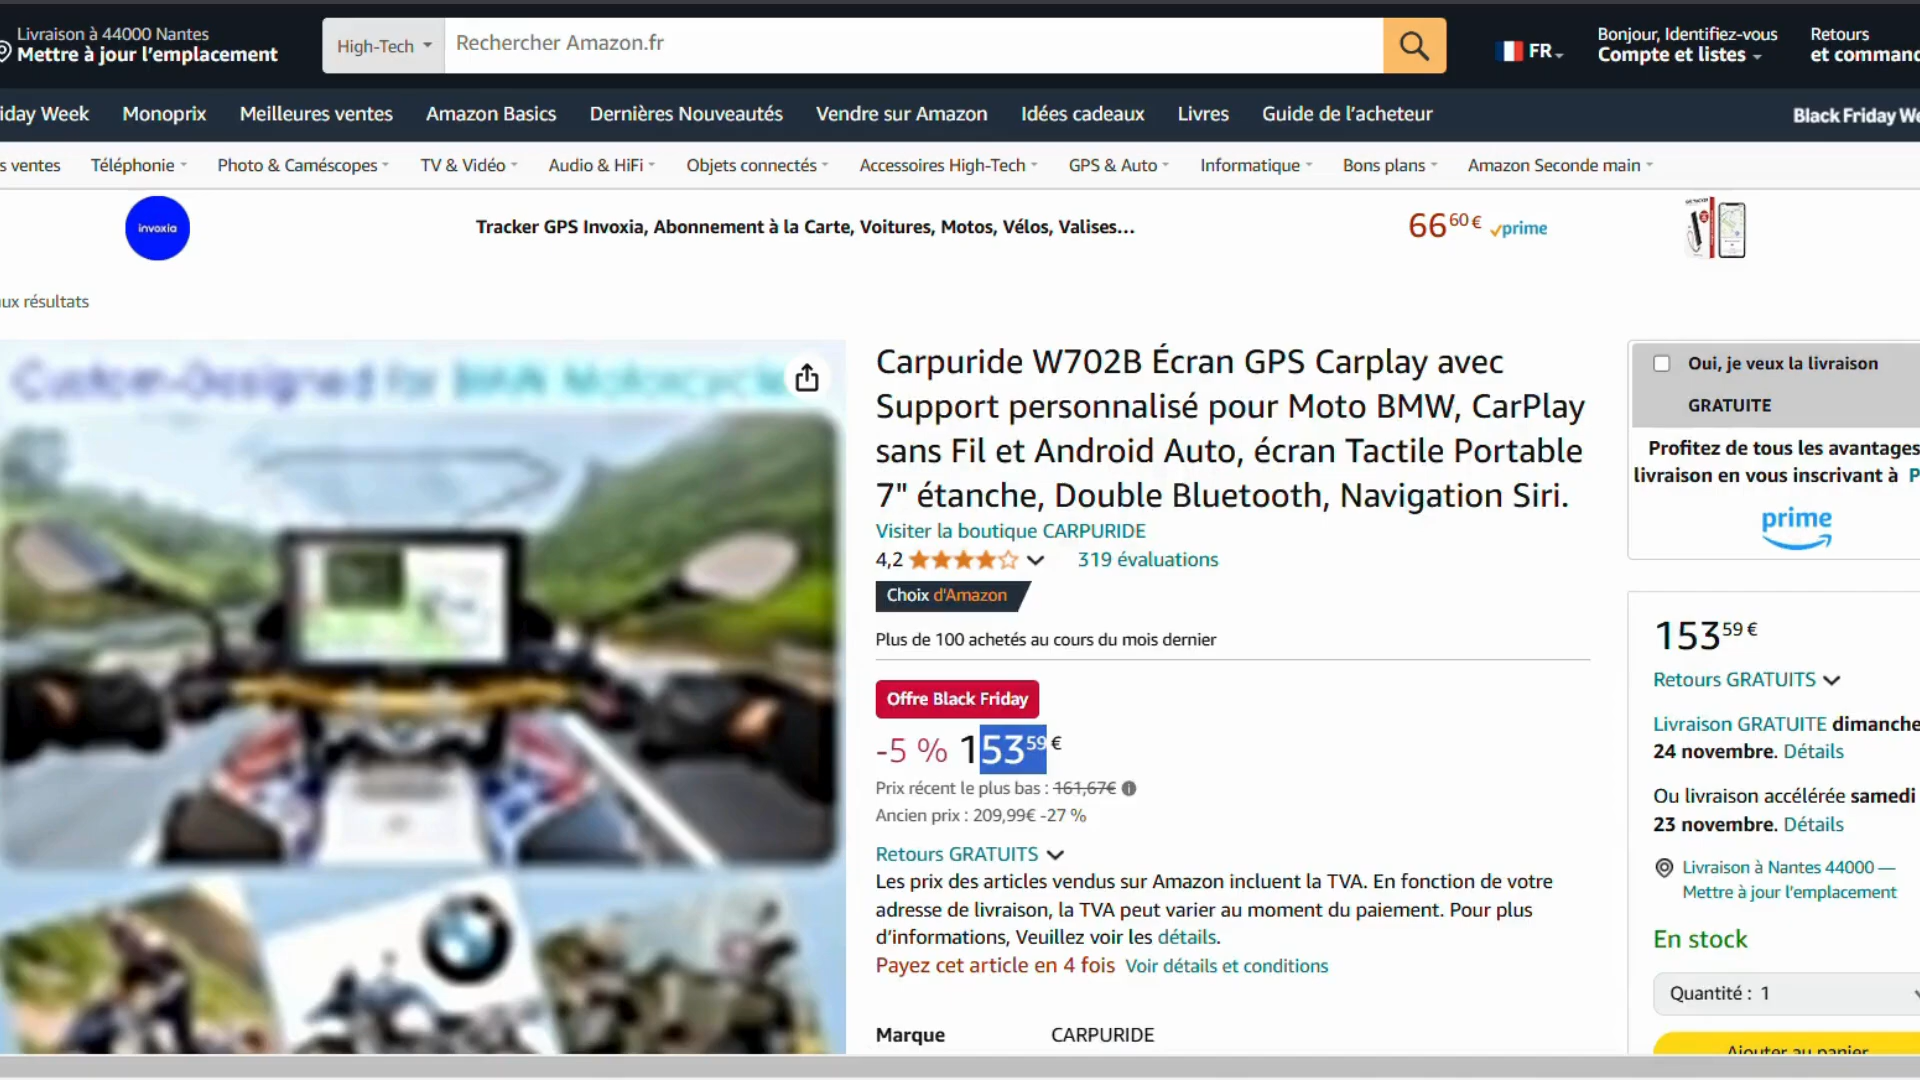 Livraison à 44000 Nantes
Mettre à jour l'emplacement
High-Tech
Rechercher Amazon.fr
FR
Bonjour, Identifiez-vous
Compte et listes
Retours
et command
iday Week
Monoprix
Meilleures ventes
Amazon Basics
Dernières Nouveautés
Vendre sur Amazon
Idées cadeaux
Livres
Guide de l'acheteur
Black Friday We
s ventes
Téléphonie
Photo & Caméscopes
TV & Vidéo
Audio & HiFi
Objets connectés
Accessoires High-Tech
GPS & Auto
Informatique
Bons plans
Amazon Seconde main
invoxia
Tracker GPS Invoxia, Abonnement à la Carte, Voitures, Motos, Vélos, Valises...
66 60 € prime
ux résultats
Custom-Designed for BMW Motorcycle
Carpuride W702B Écran GPS Carplay avec
Support personnalisé pour Moto BMW, CarPlay
sans Fil et Android Auto, écran Tactile Portable
7" étanche, Double Bluetooth, Navigation Siri.
Visiter la boutique CARPURIDE
4,2
319 évaluations
Choix d'Amazon
Plus de 100 achetés au cours du mois dernier
Offre Black Friday
-5 % 153 59 €
Prix récent le plus bas : 161,67€
Ancien prix : 209,99€ -27 %
Retours GRATUITS
Les prix des articles vendus sur Amazon incluent la TVA. En fonction de votre
adresse de livraison, la TVA peut varier au moment du paiement. Pour plus
d'informations, Veuillez voir les détails.
Payez cet article en 4 fois Voir détails et conditions
Marque CARPURIDE
Oui, je veux la livraison
GRATUITE
Profitez de tous les avantages
livraison en vous inscrivant à P
prime
153 59 €
Retours GRATUITS
Livraison GRATUITE dimanche
24 novembre. Détails
Ou livraison accélérée samedi
23 novembre. Détails
Livraison à Nantes 44000 —
Mettre à jour l'emplacement
En stock
Quantité : 1
Ajouter au panier